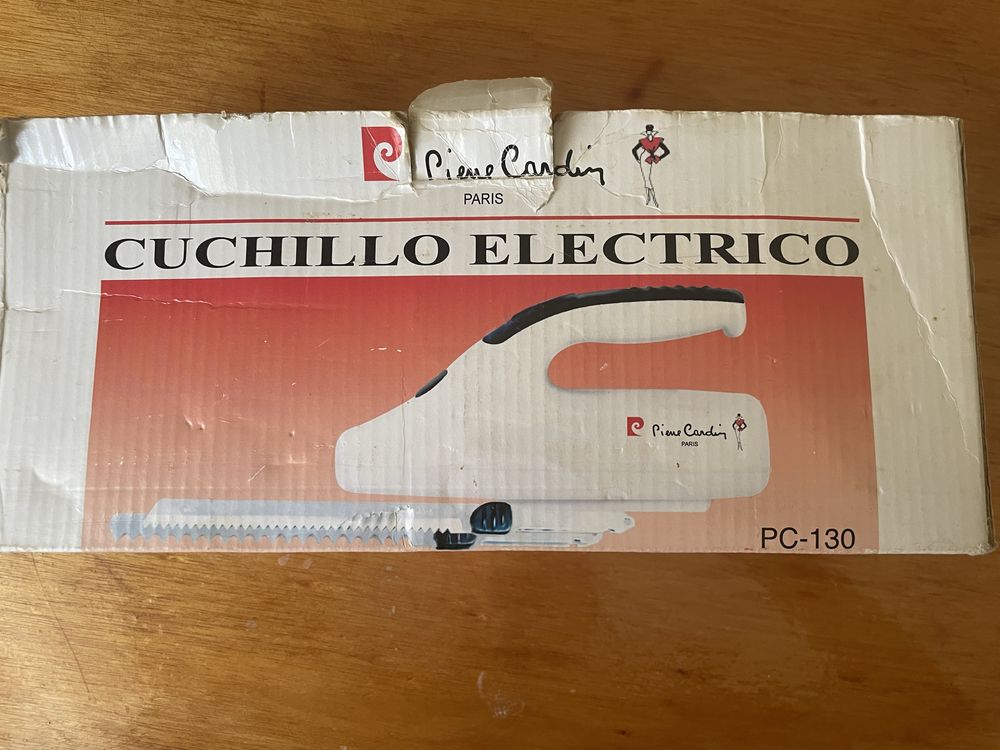 Pierre Cardin
PARIS
CUCHILLO ELECTRICO
Pierre Cardin
PARIS
PC-130